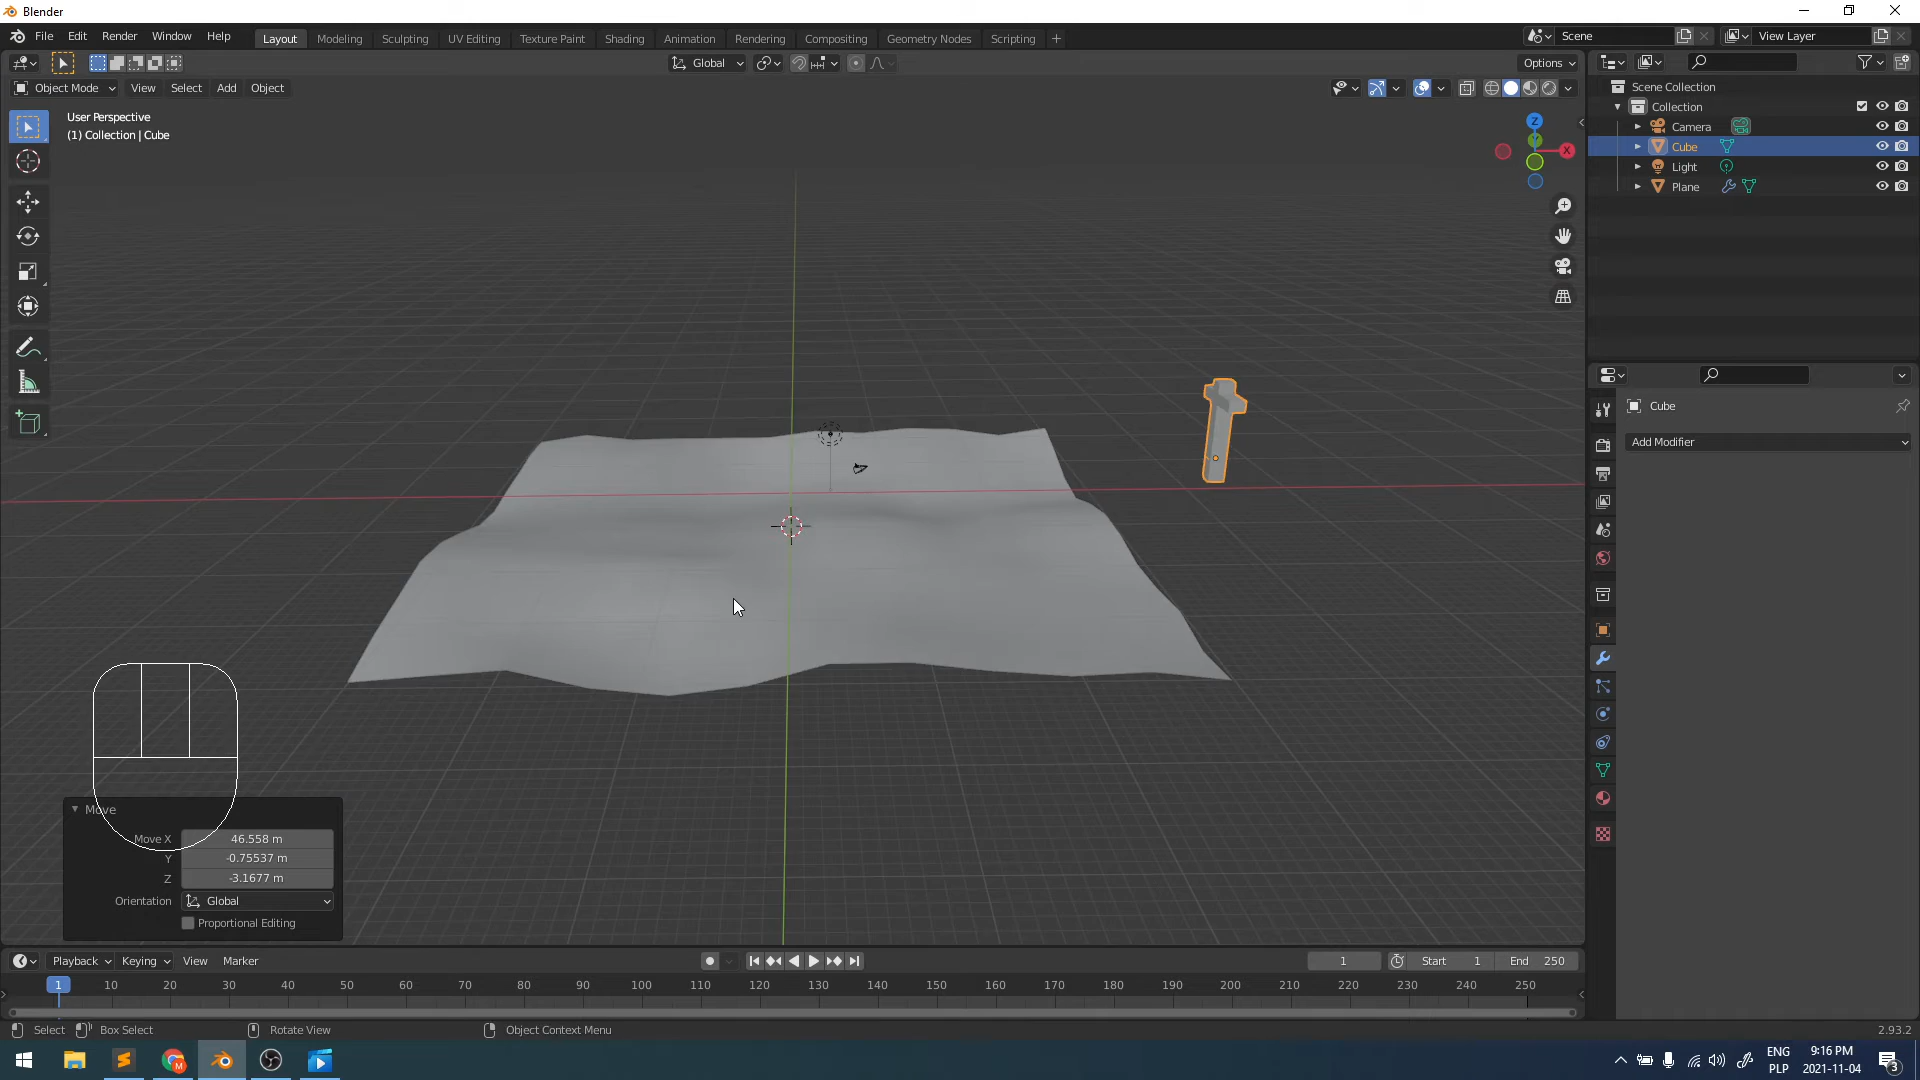 Blender
File Edit Render Window Help
Layout Modeling Sculpting UV Editing Texture Paint Shading Animation Rendering Compositing Geometry Nodes Scripting +
Scene
View Layer
Global
Options
Object Mode View Select Add Object
User Perspective
(1) Collection | Cube
Z
Y
X
Scene Collection
Collection
Camera
Cube
Light
Plane
Cube
Add Modifier
Move
Move X 46.558 m
Y -0.75537 m
Z -3.1677 m
Orientation Global
Proportional Editing
Playback Keying View Marker
1
Start 1
End 250
1 10 20 30 40 50 60 70 80 90 100 110 120 130 140 150 160 170 180 190 200 210 220 230 240 250
Select Box Select Rotate View Object Context Menu
2.93.2
M
ENG
PLP
9:16 PM
2021-11-04
3